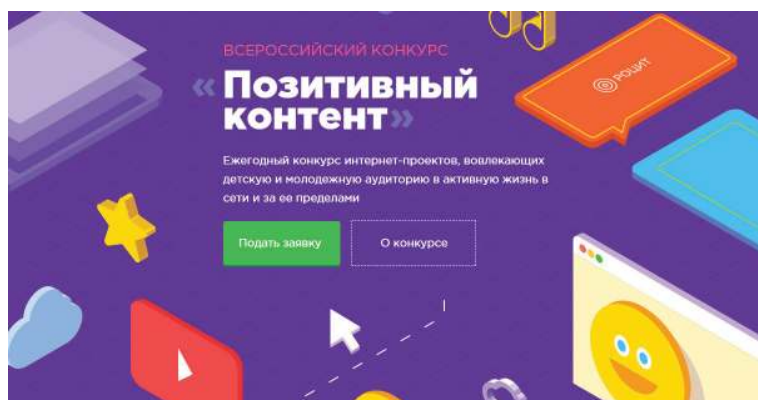 ВСЕРОССИЙСКИЙ КОНКУРС
«Позитивный
контент»
РОЦИТ
Ежегодный конкурс интернет-проектов, вовлекающих
детскую и молодежную аудиторию в активную жизнь в
сети и за ее пределами
Подать заявку
О конкурсе